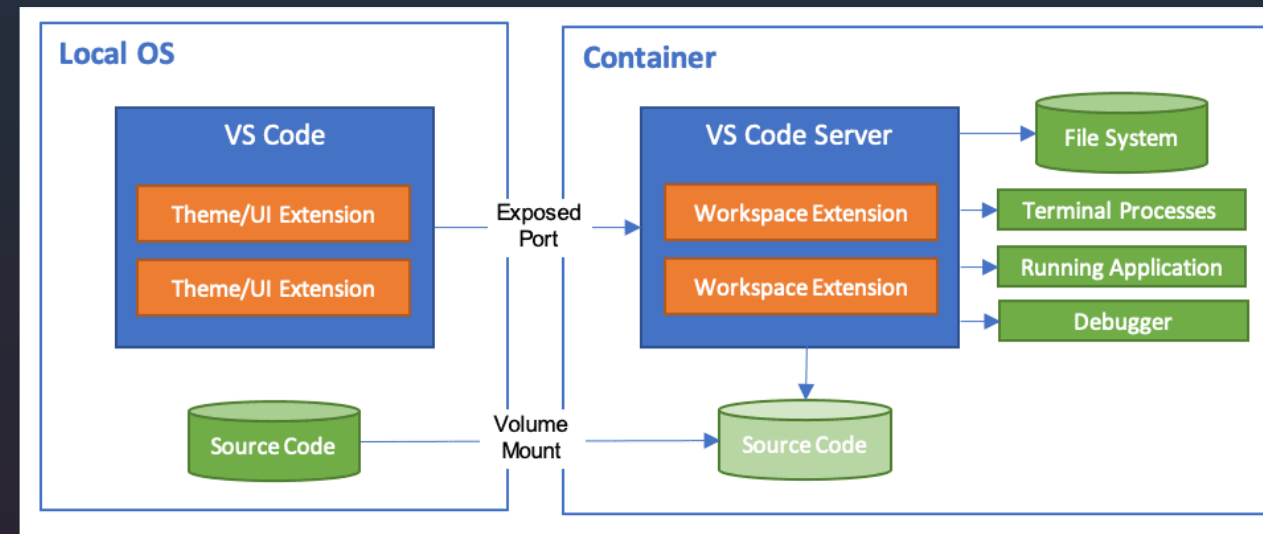 Local OS
VS Code
Theme/UI Extension
Theme/UI Extension
Source Code
Exposed
Port
Volume
Mount
Container
VS Code Server
Workspace Extension
Workspace Extension
Source Code
File System
Terminal Processes
Running Application
Debugger